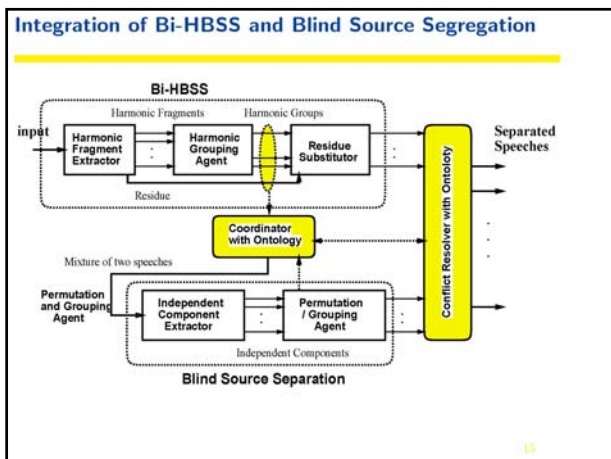 Integration of Bi-HBSS and Blind Source Segregation
Bi-HBSS
Harmonic Fragments
Harmonic Groups
input
Harmonic
Fragment
Extractor
Harmonic
Grouping
Agent
Residue
Substitutor
Residue
Separated
Speeches
Conflict Resolver with Ontoloty
Coordinator
with Ontology
Mixture of two speeches
Permutation
and Grouping
Agent
Independent
Component
Extractor
Permutation
/ Grouping
Agent
Independent Components
Blind Source Separation
15